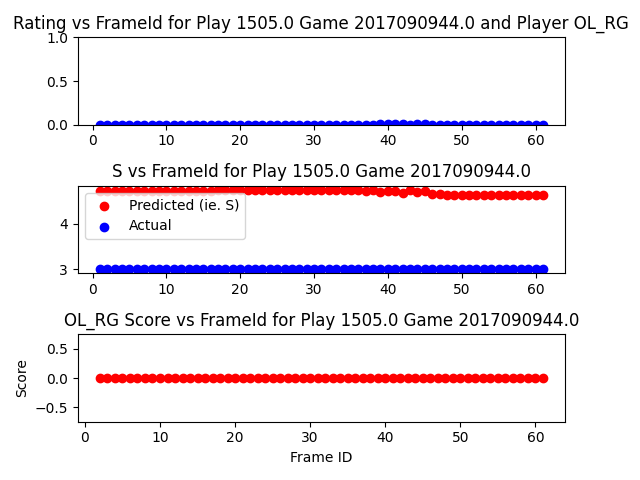 Rating vs FrameId for Play 1505.0 Game 2017090944.0 and Player OL_RG
1.0
0.5
0.0
0 10 20 30 40 50 60
S vs FrameId for Play 1505.0 Game 2017090944.0
Predicted (ie. S)
4
Actual
3
0 10 20 30 40 50 60
OL_RG Score vs FrameId for Play 1505.0 Game 2017090944.0
0.5
0.0
−0.5
Score
0 10 20 30 40 50 60
Frame ID